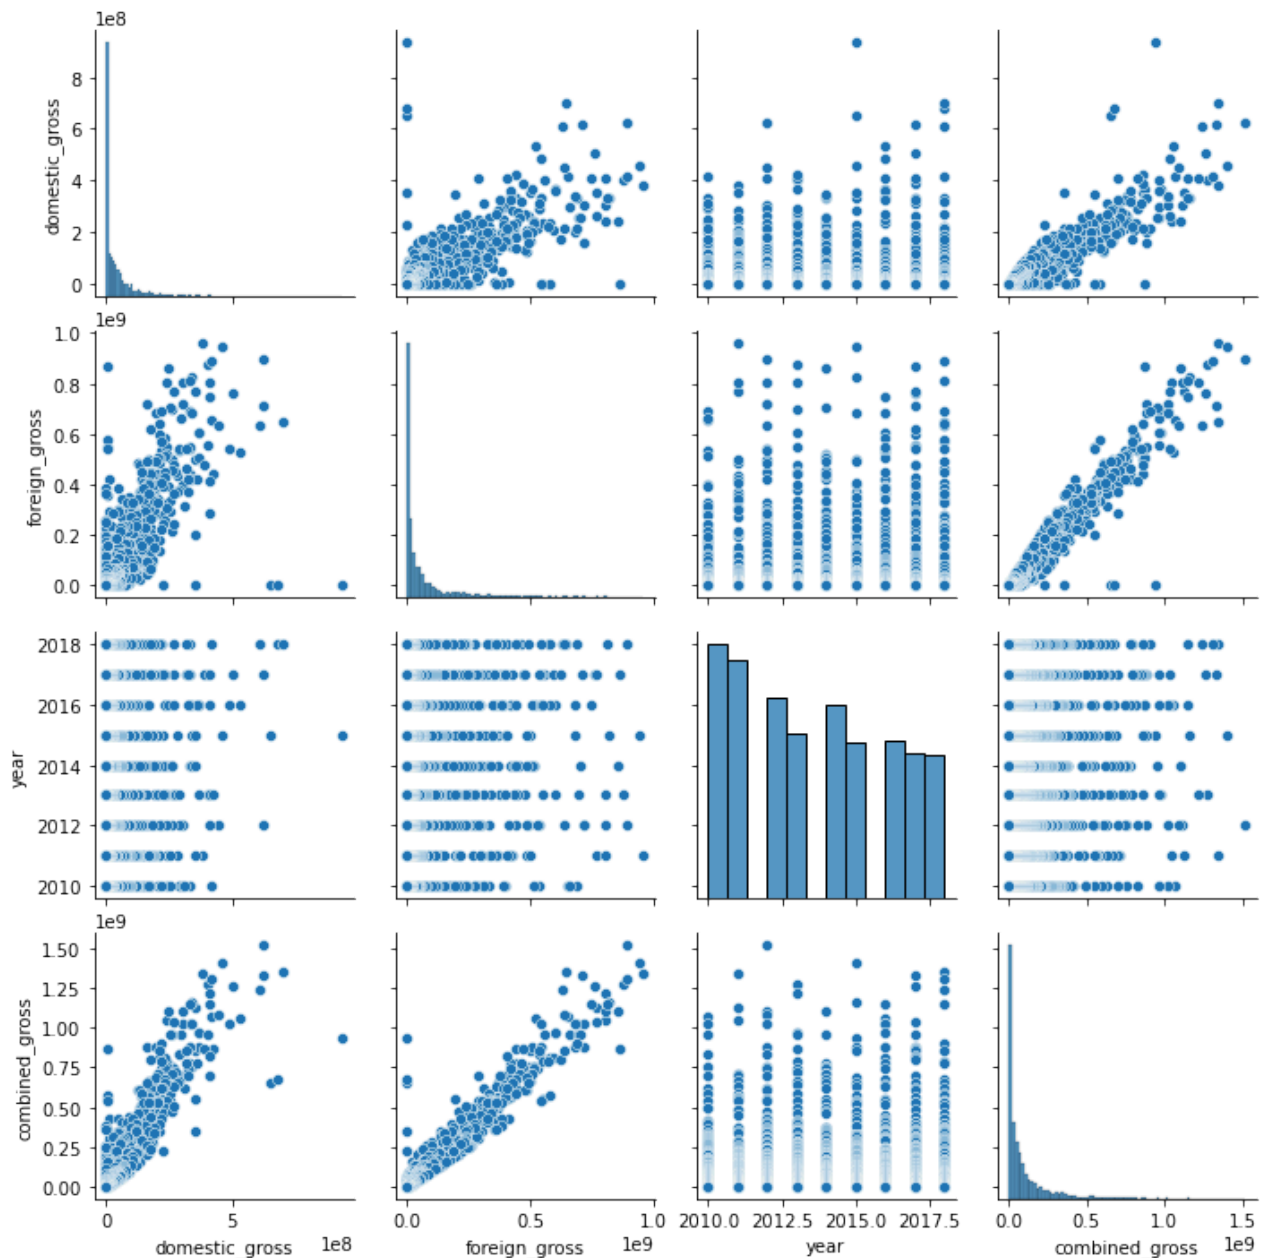 1e8
8
6
4
2
0
domestic_gross
1e9
1.0
0.8
0.6
0.4
0.2
0.0
foreign_gross
2018
2016
2014
2012
2010
year
1e9
1.50
1.25
1.00
0.75
0.50
0.25
0.00
combined_gross
0 5
domestic_gross 1e8
0.0 0.5 1.0
foreign_gross 1e9
2010.0 2012.5 2015.0 2017.5
year
0.0 0.5 1.0 1.5
combined_gross 1e9